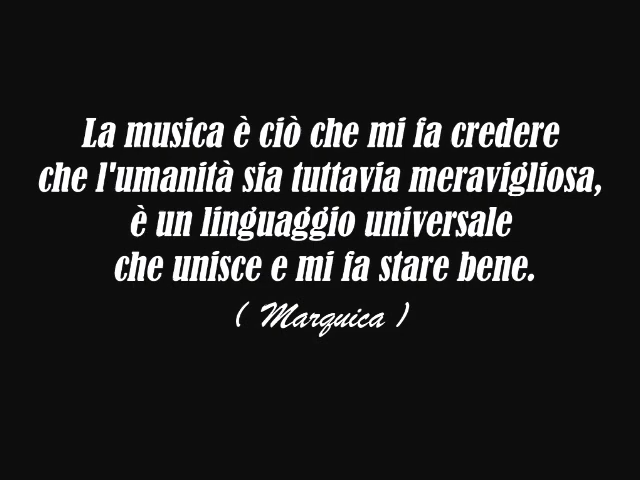 La musica è ciò che mi fa credere
che l'umanità sia tuttavia meravigliosa,
è un linguaggio universale
che unisce e mi fa stare bene.
( Marquica )